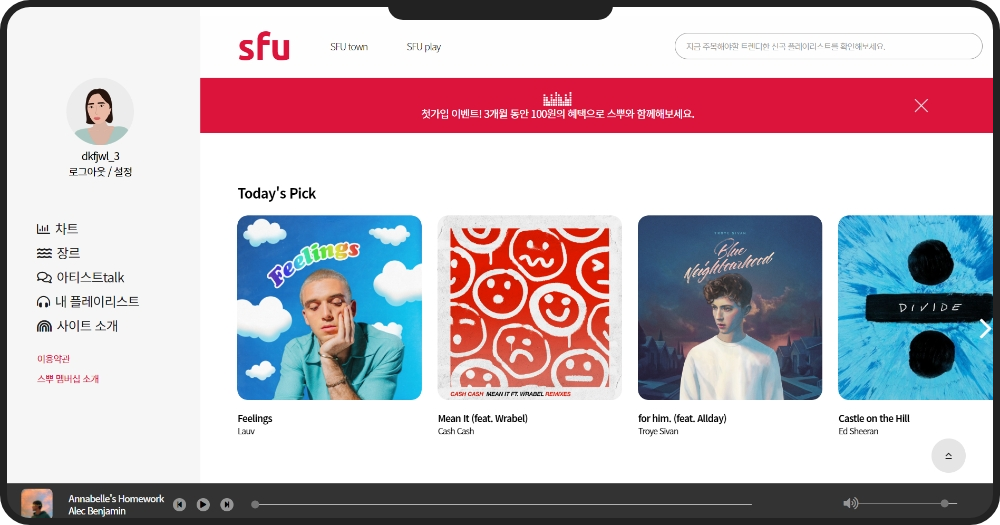 sfu
SFU town
SFU play
지금 주목해야할 트렌디한 신곡 플레이리스트를 확인해보세요.
첫가입 이벤트! 3개월 동안 100원의 혜택으로 스뿌와 함께해보세요.
dkfjwl_3
로그아웃 / 설정
차트
장르
아티스트talk
내 플레이리스트
사이트 소개
이용약관
스뿌 멤버십 소개
Today's Pick
Feelings
CASH CASH MEAN IT FT. WRABEL REMIXES
TROYE SIVAN
Blue
Neighbourhood
DIVIDE
Feelings
Lauv
Mean It (feat. Wrabel)
Cash Cash
for him. (feat. Allday)
Troye Sivan
Castle on the Hill
Ed Sheeran
Annabelle's Homework
Alec Benjamin